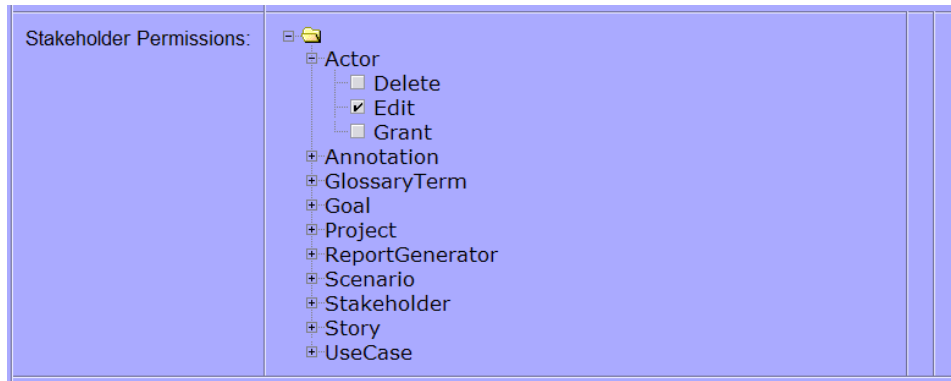 Stakeholder Permissions:
Actor
Delete
Edit
Grant
Annotation
GlossaryTerm
Goal
Project
ReportGenerator
Scenario
Stakeholder
Story
UseCase